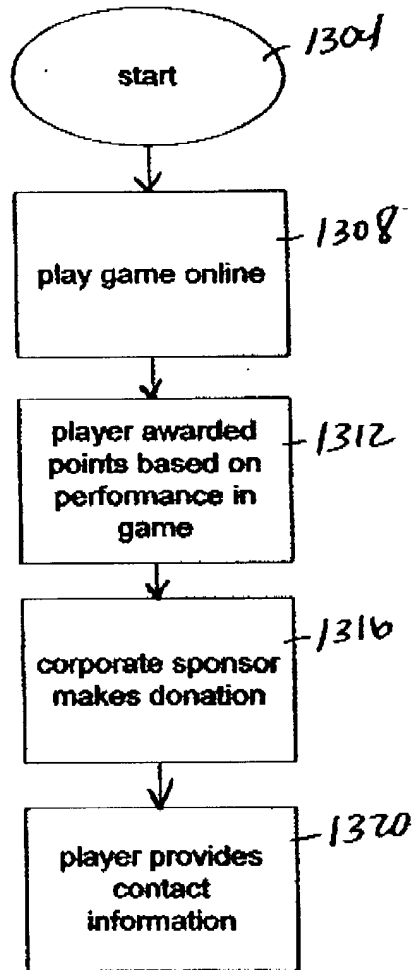 start
1304
play game online
1308
player awarded
points based on
performance in
game
1312
corporate sponsor
makes donation
1316
player provides
contact
information
1320